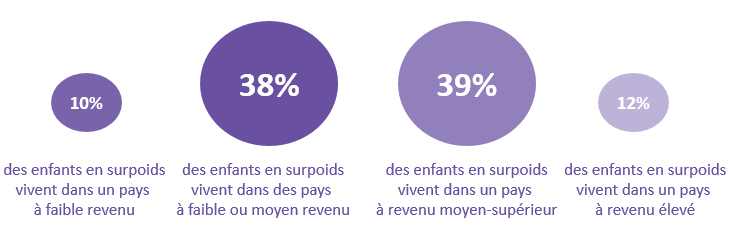 10%
des enfants en surpoids
vivent dans un pays
à faible revenu
38%
des enfants en surpoids
vivent dans des pays
à faible ou moyen revenu
39%
des enfants en surpoids
vivent dans un pays
à revenu moyen-supérieur
12%
des enfants en surpoids
vivent dans un pays
à revenu élevé